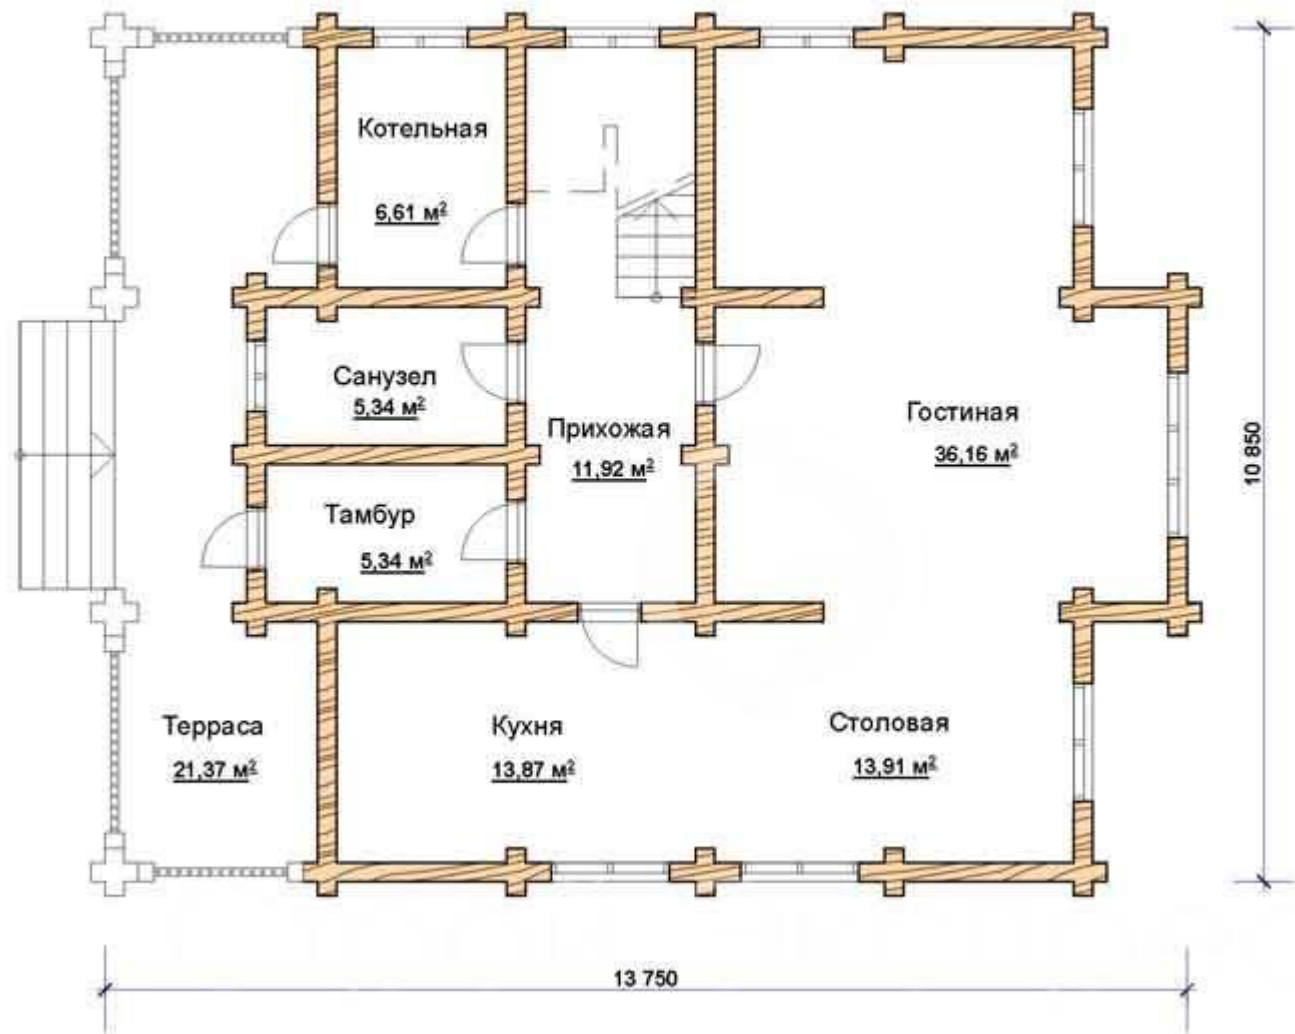 Котельная
6,61 м²
Санузел
5,34 м²
Прихожая
11,92 м²
Гостиная
36,16 м²
Тамбур
5,34 м²
Терраса
21,37 м²
Кухня
13,87 м²
Столовая
13,91 м²
10 850
13 750